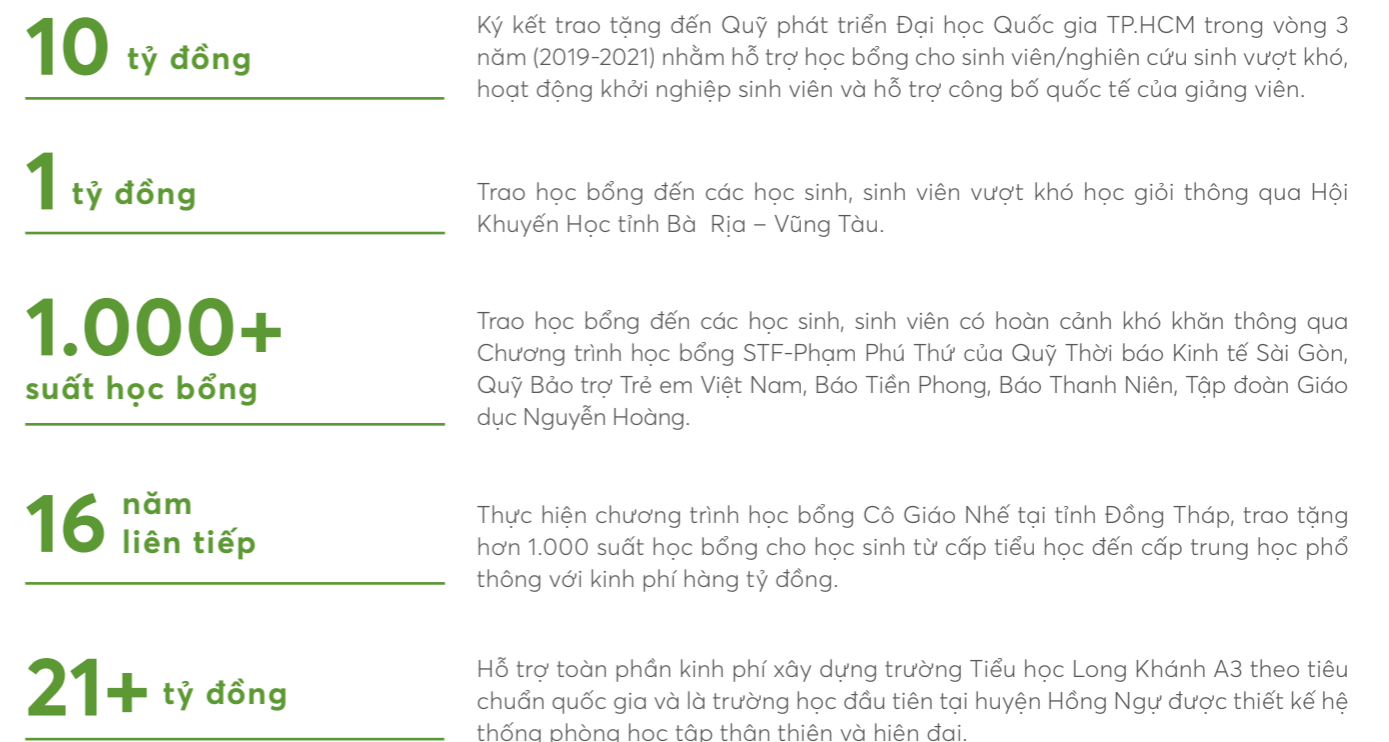 10 tỷ đồng
Ký kết trao tặng đến Quỹ phát triển Đại học Quốc gia TP.HCM trong vòng 3
năm (2019-2021) nhằm hỗ trợ học bổng cho sinh viên/nghiên cứu sinh vượt khó,
hoạt động khởi nghiệp sinh viên và hỗ trợ công bố quốc tế của giảng viên.
1 tỷ đồng
Trao học bổng đến các học sinh, sinh viên vượt khó học giỏi thông qua Hội
Khuyến Học tỉnh Bà Rịa – Vũng Tàu.
1.000+
suất học bổng
Trao học bổng đến các học sinh, sinh viên có hoàn cảnh khó khăn thông qua
Chương trình học bổng STF-Phạm Phú Thứ của Quỹ Thời báo Kinh tế Sài Gòn,
Quỹ Bảo trợ Trẻ em Việt Nam, Báo Tiền Phong, Báo Thanh Niên, Tập đoàn Giáo
dục Nguyễn Hoàng.
16 năm
liên tiếp
Thực hiện chương trình học bổng Cô Giáo Nhế tại tỉnh Đồng Tháp, trao tặng
hơn 1.000 suất học bổng cho học sinh từ cấp tiểu học đến cấp trung học phổ
thông với kinh phí hàng tỷ đồng.
21+ tỷ đồng
Hỗ trợ toàn phần kinh phí xây dựng trường Tiểu học Long Khánh A3 theo tiêu
chuẩn quốc gia và là trường học đầu tiên tại huyện Hồng Ngự được thiết kế hệ
thống phòng học tập thân thiện và hiện đại.